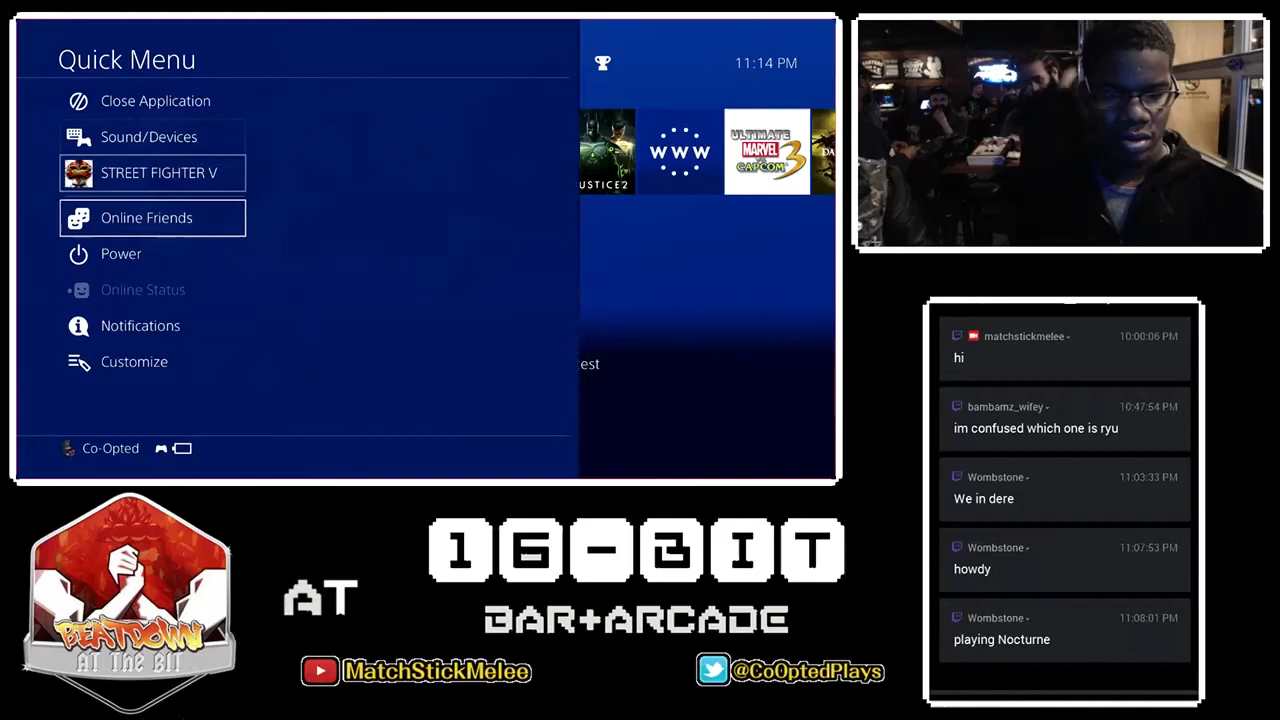 Quick Menu
Close Application
Sound/Devices
STREET FIGHTER V
Online Friends
Power
Online Status
Notifications
Customize
Co-Opted
11:14 PM
USTICE2
WWW
ULTIMATE
MARVEL
VS
CAPCOM
3
DA
est
matchstickmelee
10:00:06 PM
hi
bambamz_wifey
10:47:54 PM
im confused which one is ryu
Wombstone
11:03:33 PM
We in dere
Wombstone
11:07:53 PM
howdy
Wombstone
11:08:01 PM
playing Nocturne
BEATDOWN
AT THE BIT
AT
16-BIT
BAR+ARCADE
MatchStickMelee
@CoOptedPlays